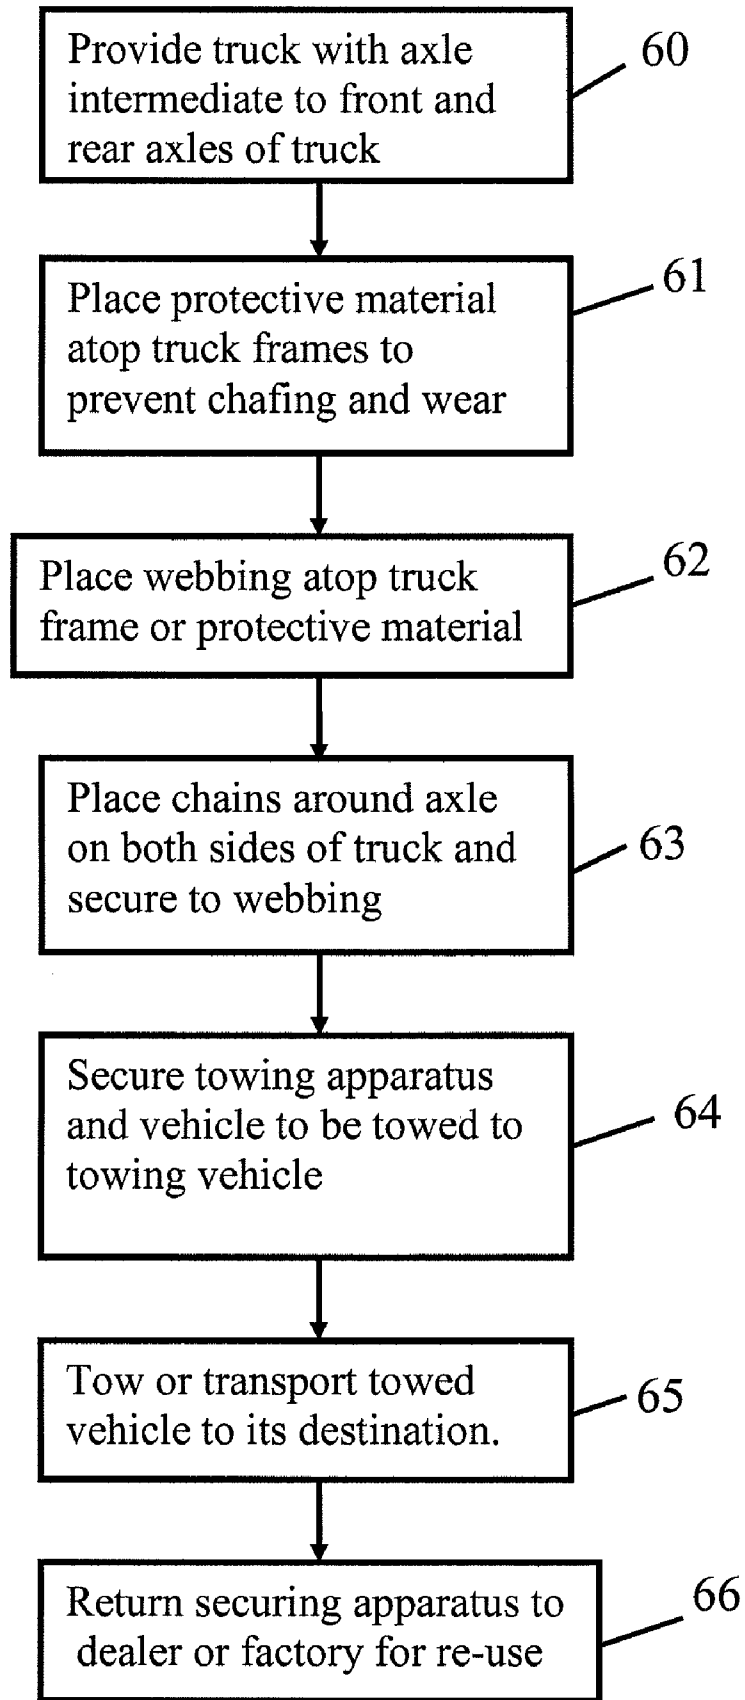 Provide truck with axle
intermediate to front and
rear axles of truck
60
Place protective material
atop truck frames to
prevent chafing and wear
61
Place webbing atop truck
frame or protective material
62
Place chains around axle
on both sides of truck and
secure to webbing
63
Secure towing apparatus
and vehicle to be towed to
towing vehicle
64
Tow or transport towed
vehicle to its destination.
65
Return securing apparatus to
dealer or factory for re-use
66